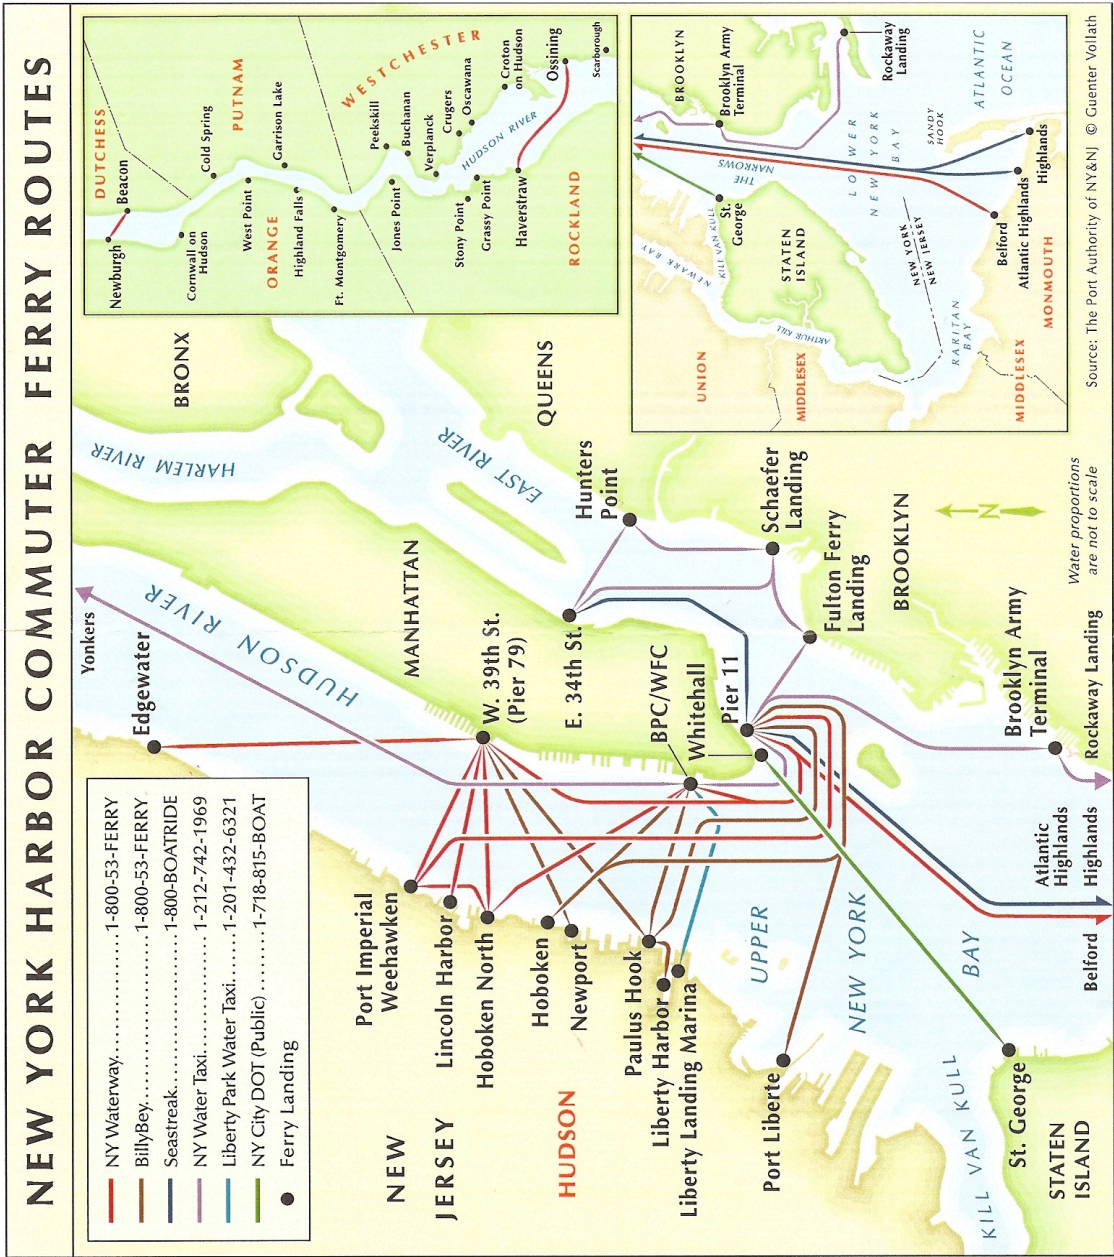 NEW YORK HARBOR COMMUTER FERRY ROUTES
NY Waterway....................1-800-53-FERRY
BillyBey............................1-800-53-FERRY
Seastreak.........................1-800-BOATRIDE
NY Water Taxi...............1-212-742-1969
Liberty Park Water Taxi....1-201-432-6321
NY City DOT (Public)........1-718-815-BOAT
Ferry Landing
Yonkers
Edgewater
HUDSON RIVER
HARLEM RIVER
BRONX
MANHATTAN
EAST RIVER
QUEENS
NEW
JERSEY
HUDSON
Port Imperial
Weehawken
Lincoln Harbor
Hoboken North
Hoboken
Newport
Paulus Hook
Liberty Harbor
Liberty Landing Marina
Port Liberte
W. 39th St.
(Pier 79)
E. 34th St.
BPC/WFC
Whitehall
Pier 11
Hunters
Point
Schaefer
Landing
Fulton Ferry
Landing
BROOKLYN
Brooklyn Army
Terminal
Rockaway Landing
UPPER
NEW YORK
BAY
KILL VAN KULL
St. George
STATEN
ISLAND
Belford
Atlantic
Highlands
Highlands
N
Water proportions
are not to scale
DUTCHESS
Beacon
Newburgh
Cornwall on
Hudson
Cold Spring
PUTNAM
West Point
ORANGE
Garrison Lake
Highland Falls
Ft. Montgomery
WESTCHESTER
Peekskill
Buchanan
Jones Point
Verplanck
Crugers
Oscawana
Stony Point
Grassy Point
HUDSON RIVER
Croton
on Hudson
Haverstraw
Ossining
Scarborough
ROCKLAND
BROOKLYN
Brooklyn Army
Terminal
Rockaway
Landing
THE
NARROWS
St.
George
KILL VAN KULL
NEWARK BAY
STATEN
ISLAND
ARTHUR KILL
UNION
MIDDLESEX
LOWER
NEW YORK
BAY
SANDY
HOOK
ATLANTIC
OCEAN
NEW YORK
NEW JERSEY
RARITAN
BAY
Belford
Atlantic Highlands
Highlands
MONMOUTH
MIDDLESEX
Source: The Port Authority of NY&NJ © Guenter Vollath